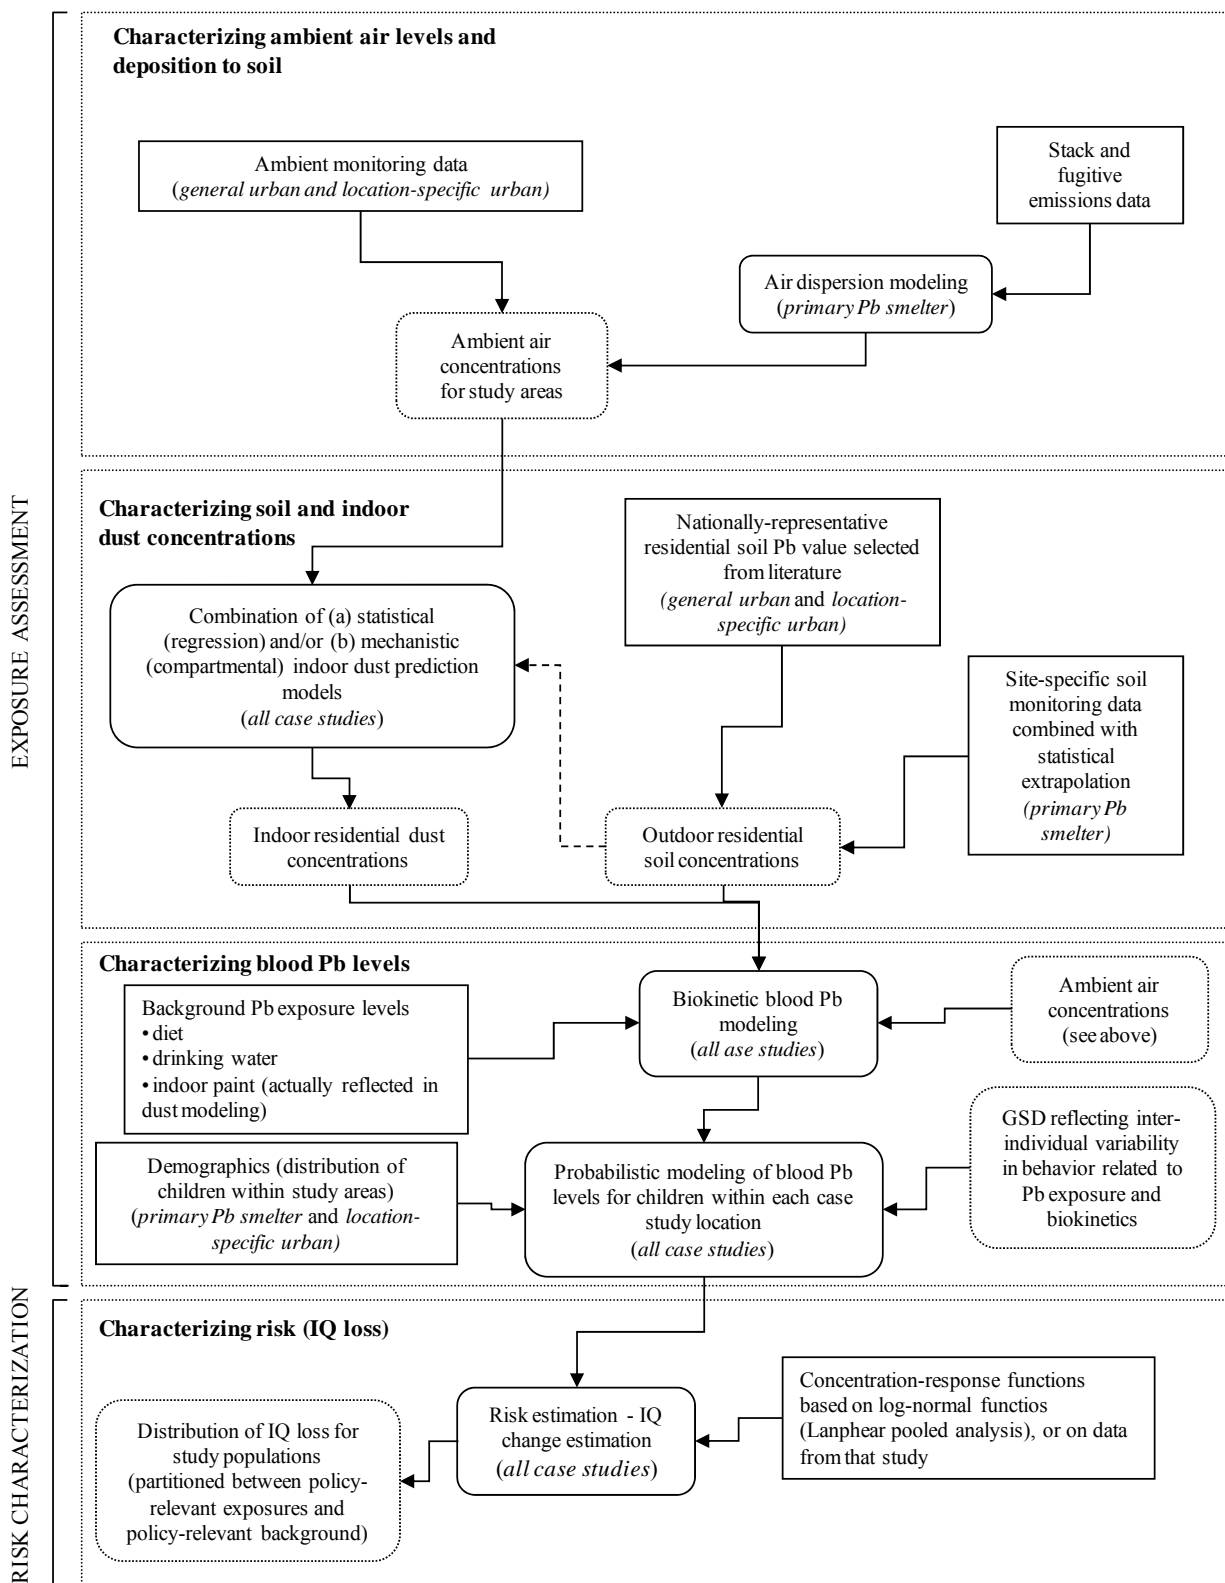 Characterizing ambient air levels and
deposition to soil
Ambient monitoring data
(general urban and location-specific urban)
Stack and
fugitive
emissions data
Air dispersion modeling
(primary Pb smelter)
Ambient air
concentrations
for study areas
EXPOSURE ASSESSMENT
Characterizing soil and indoor
dust concentrations
Nationally-representative
residential soil Pb value selected
from literature
(general urban and location-
specific urban)
Combination of (a) statistical
(regression) and/or (b) mechanistic
(compartmental) indoor dust prediction
models
(all case studies)
Site-specific soil
monitoring data
combined with
statistical
extrapolation
(primary Pb
smelter)
Indoor residential dust
concentrations
Outdoor residential
soil concentrations
Characterizing blood Pb levels
Background Pb exposure levels
• diet
• drinking water
• indoor paint (actually reflected in
dust modeling)
Biokinetic blood Pb
modeling
(all ase studies)
Ambient air
concentrations
(see above)
Demographics (distribution of
children within study areas)
(primary Pb smelter and location-
specific urban)
Probabilistic modeling of blood Pb
levels for children within each case
study location
(all case studies)
GSD reflecting inter-
individual variability
in behavior related to
Pb exposure and
biokinetics
RISK CHARACTERIZATION
Characterizing risk (IQ loss)
Distribution of IQ loss for
study populations
(partitioned between policy-
relevant exposures and
policy-relevant background)
Risk estimation - IQ
change estimation
(all case studies)
Concentration-response functions
based on log-normal functios
(Lanphear pooled analysis), or on data
from that study